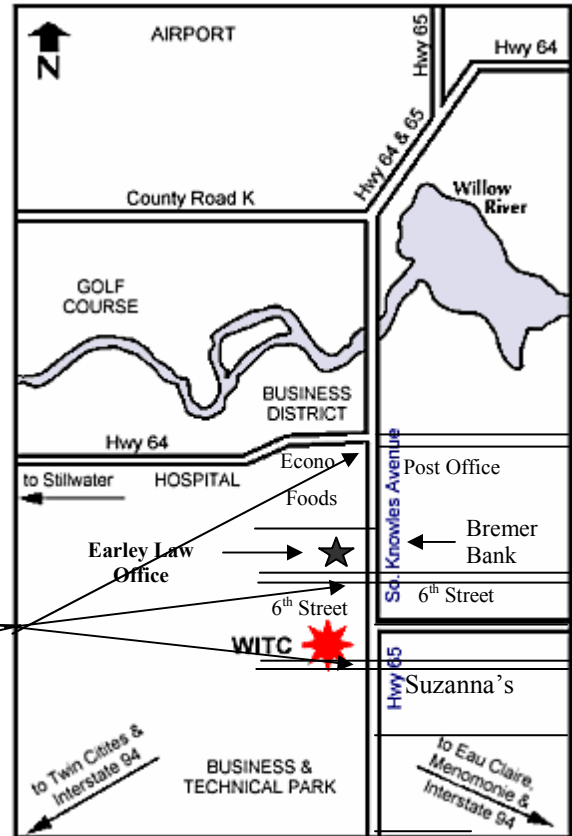 AIRPORT
N
Hwy 65
Hwy 64
Hwy 64 & 65
County Road K
Willow
River
GOLF
COURSE
BUSINESS
DISTRICT
Hwy 64
to Stillwater
HOSPITAL
Econo
Foods
Post Office
So. Knowles Avenue
Earley Law
Office
Bremer
Bank
6th Street
6th Street
WITC
Hwy 65
Suzanna's
to Twin Citites &
Interstate 94
BUSINESS &
TECHNICAL PARK
to Eau Claire,
Menomonie &
Interstate 94